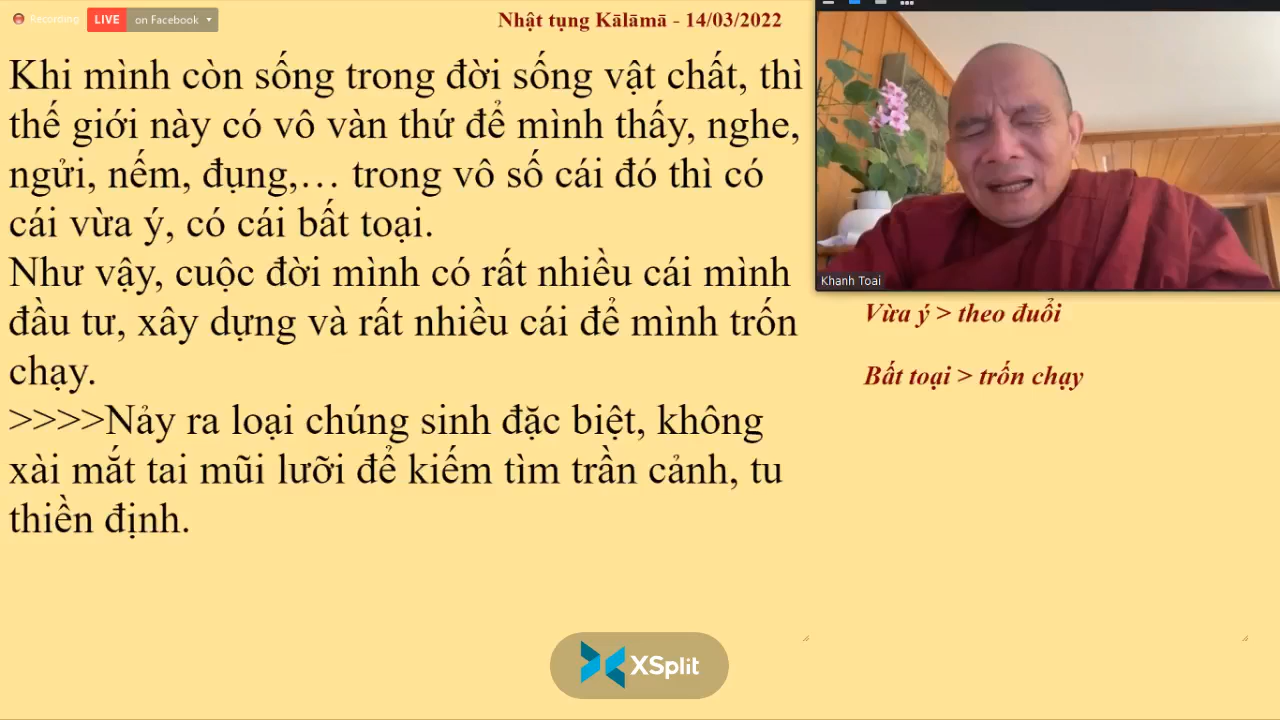 Recording
LIVE on Facebook
Nhật tụng Kālāmā - 14/03/2022
Khi mình còn sống trong đời sống vật chất, thì
thế giới này có vô vàn thứ để mình thấy, nghe,
ngửi, nếm, đụng,... trong vô số cái đó thì có
cái vừa ý, có cái bất toại.
Như vậy, cuộc đời mình có rất nhiều cái mình
đầu tư, xây dựng và rất nhiều cái để mình trốn
chạy.
>>>>Nảy ra loại chúng sinh đặc biệt, không
xài mắt tai mũi lưỡi để kiếm tìm trần cảnh, tu
thiền định.
Khanh Toai
Vừa ý > theo đuổi
Bất toại > trốn chạy
XSplit